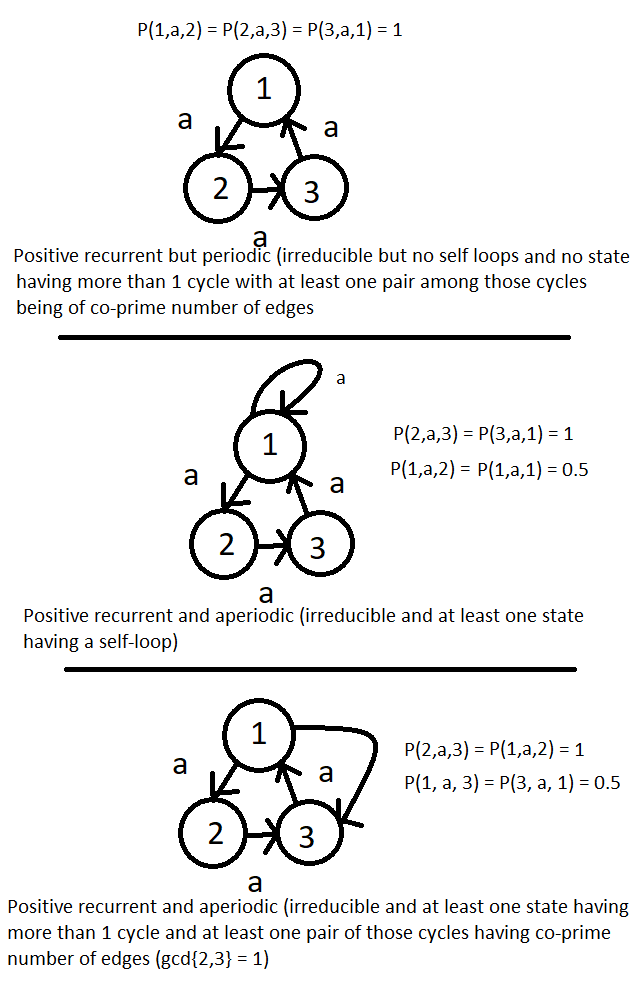 P(1,a,2) = P(2,a,3) = P(3,a,1) = 1
1
a
a
2
3
a
Positive recurrent but periodic (irreducible but no self loops and no state
having more than 1 cycle with at least one pair among those cycles
being of co-prime number of edges
a
1
P(2,a,3) = P(3,a,1) = 1
P(1,a,2) = P(1,a,1) = 0.5
a
a
2
3
a
Positive recurrent and aperiodic (irreducible and at least one state
having a self-loop)
1
P(2,a,3) = P(1,a,2) = 1
P(1, a, 3) = P(3, a, 1) = 0.5
a
a
2
3
a
Positive recurrent and aperiodic (irreducible and at least one state having
more than 1 cycle and at least one pair of those cycles having co-prime
number of edges (gcd{2,3} = 1)